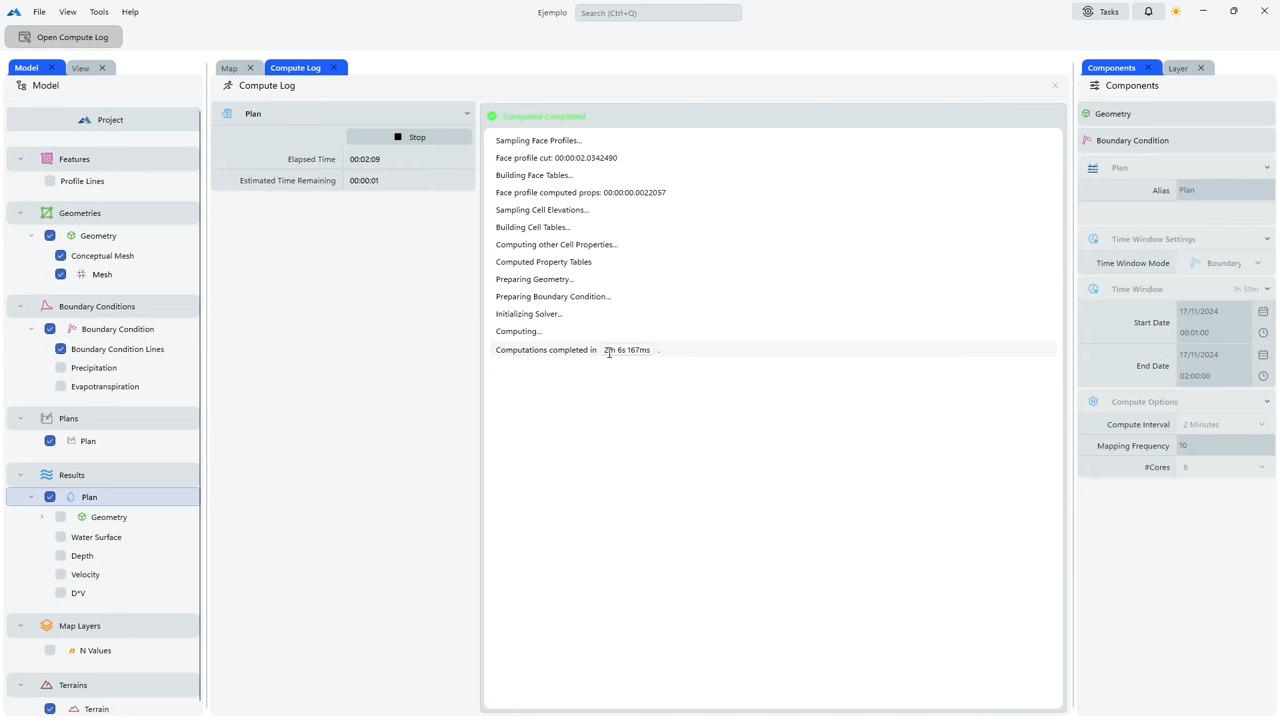 File View Tools Help Ejemplo Search (Ctrl+Q) Tasks
Open Compute Log
Model View
Model
Project
Features
Profile Lines
Geometries
Geometry
Conceptual Mesh
Mesh
Boundary Conditions
Boundary Condition
Boundary Condition Lines
Precipitation
Evapotranspiration
Plans
Plan
Results
Plan
Geometry
Water Surface
Depth
Velocity
D*V
Map Layers
n N Values
Terrains
Terrain
Map Compute Log
Compute Log
Plan
Stop
Elapsed Time 00:02:09
Estimated Time Remaining 00:00:01
Computed Completed
Sampling Face Profiles...
Face profile cut: 00:00:02.0342490
Building Face Tables...
Face profile computed props: 00:00:00.0022057
Sampling Cell Elevations...
Building Cell Tables...
Computing other Cell Properties...
Computed Property Tables
Preparing Geometry...
Preparing Boundary Condition...
Initializing Solver...
Computing...
Computations completed in 6s 167ms .
Components Layer
Components
Geometry
Boundary Condition
Plan
Alias Plan
Time Window Settings
Time Window Mode Boundary
Time Window 1h 59m
Start Date 17/11/2024
00:01:00
End Date 17/11/2024
02:00:00
Compute Options
Compute Interval 2 Minutes
Mapping Frequency 10
#Cores 8